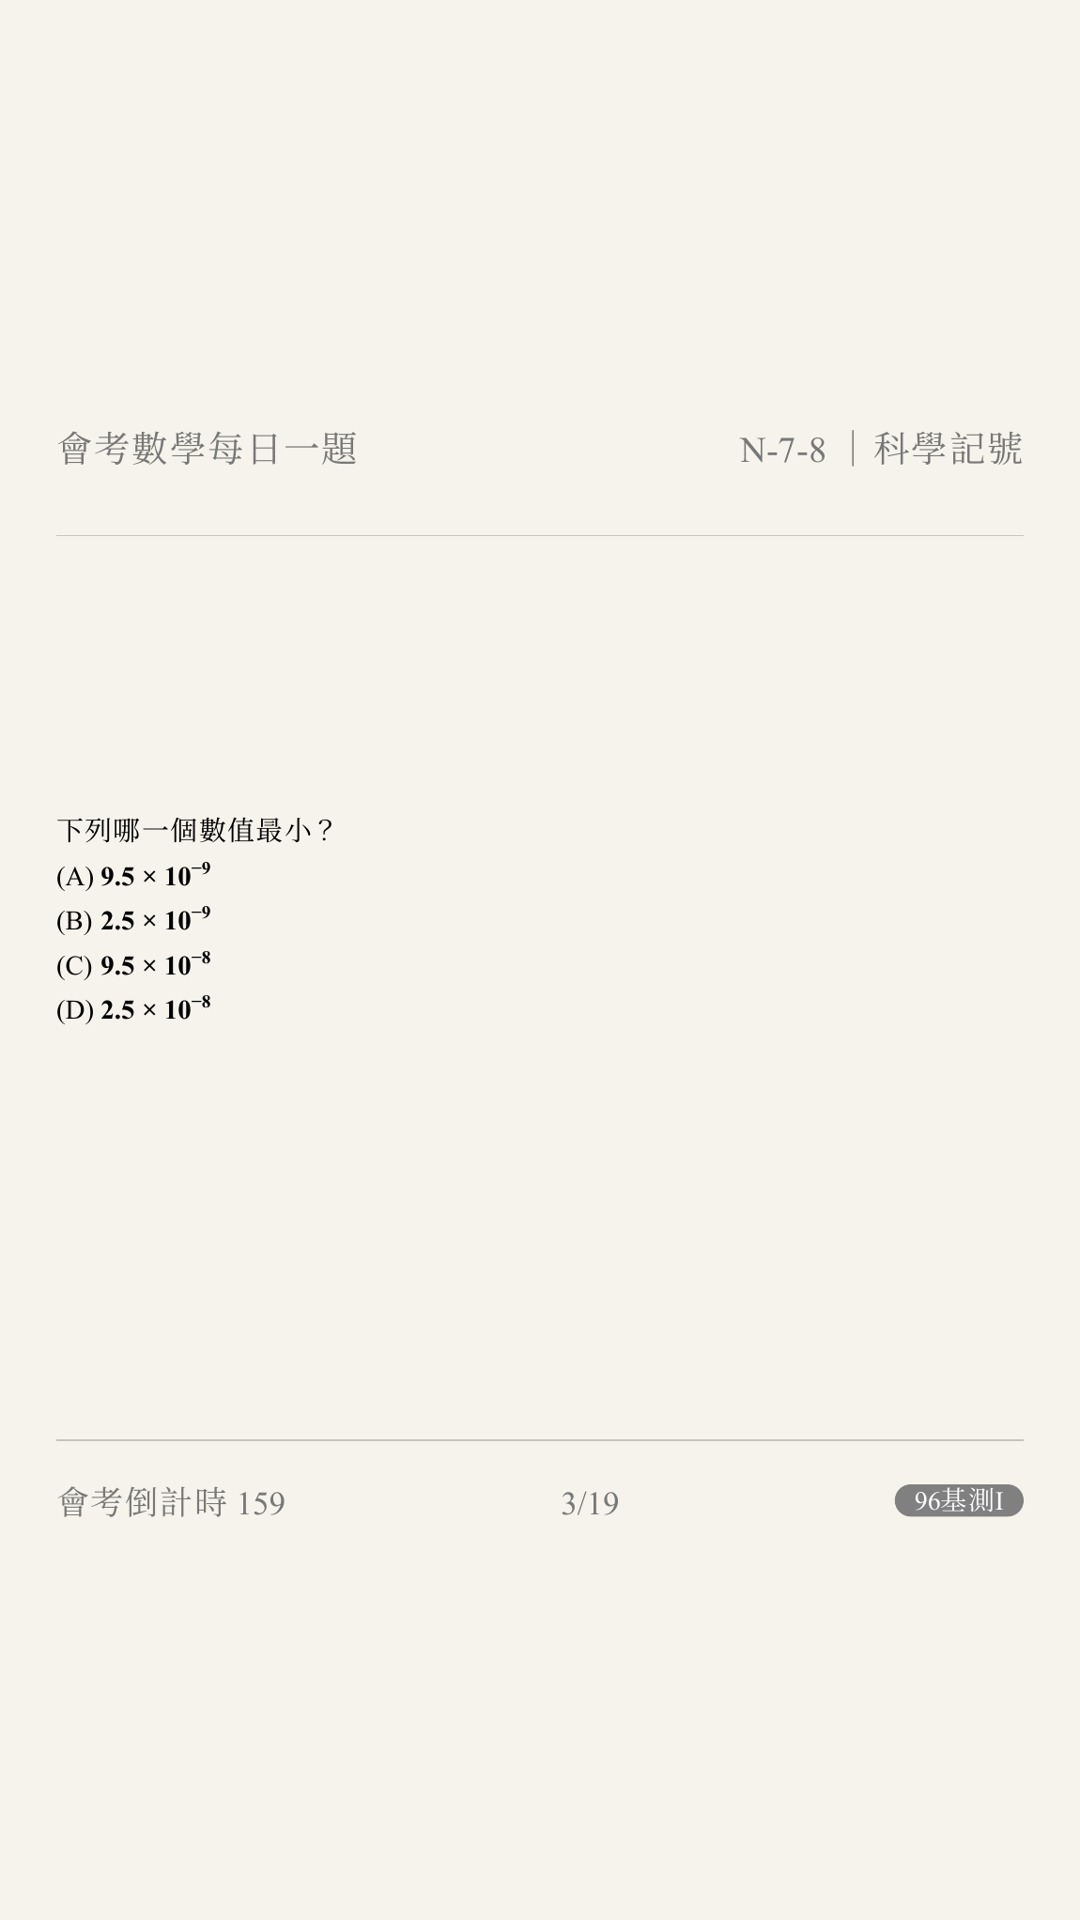 會考數學每日一題
N-7-8｜科學記號
下列哪一個數值最小？
(A) 9.5 × 10⁻⁹
(B) 2.5 × 10⁻⁹
(C) 9.5 × 10⁻⁸
(D) 2.5 × 10⁻⁸
會考倒計時 159
3/19
96基測I